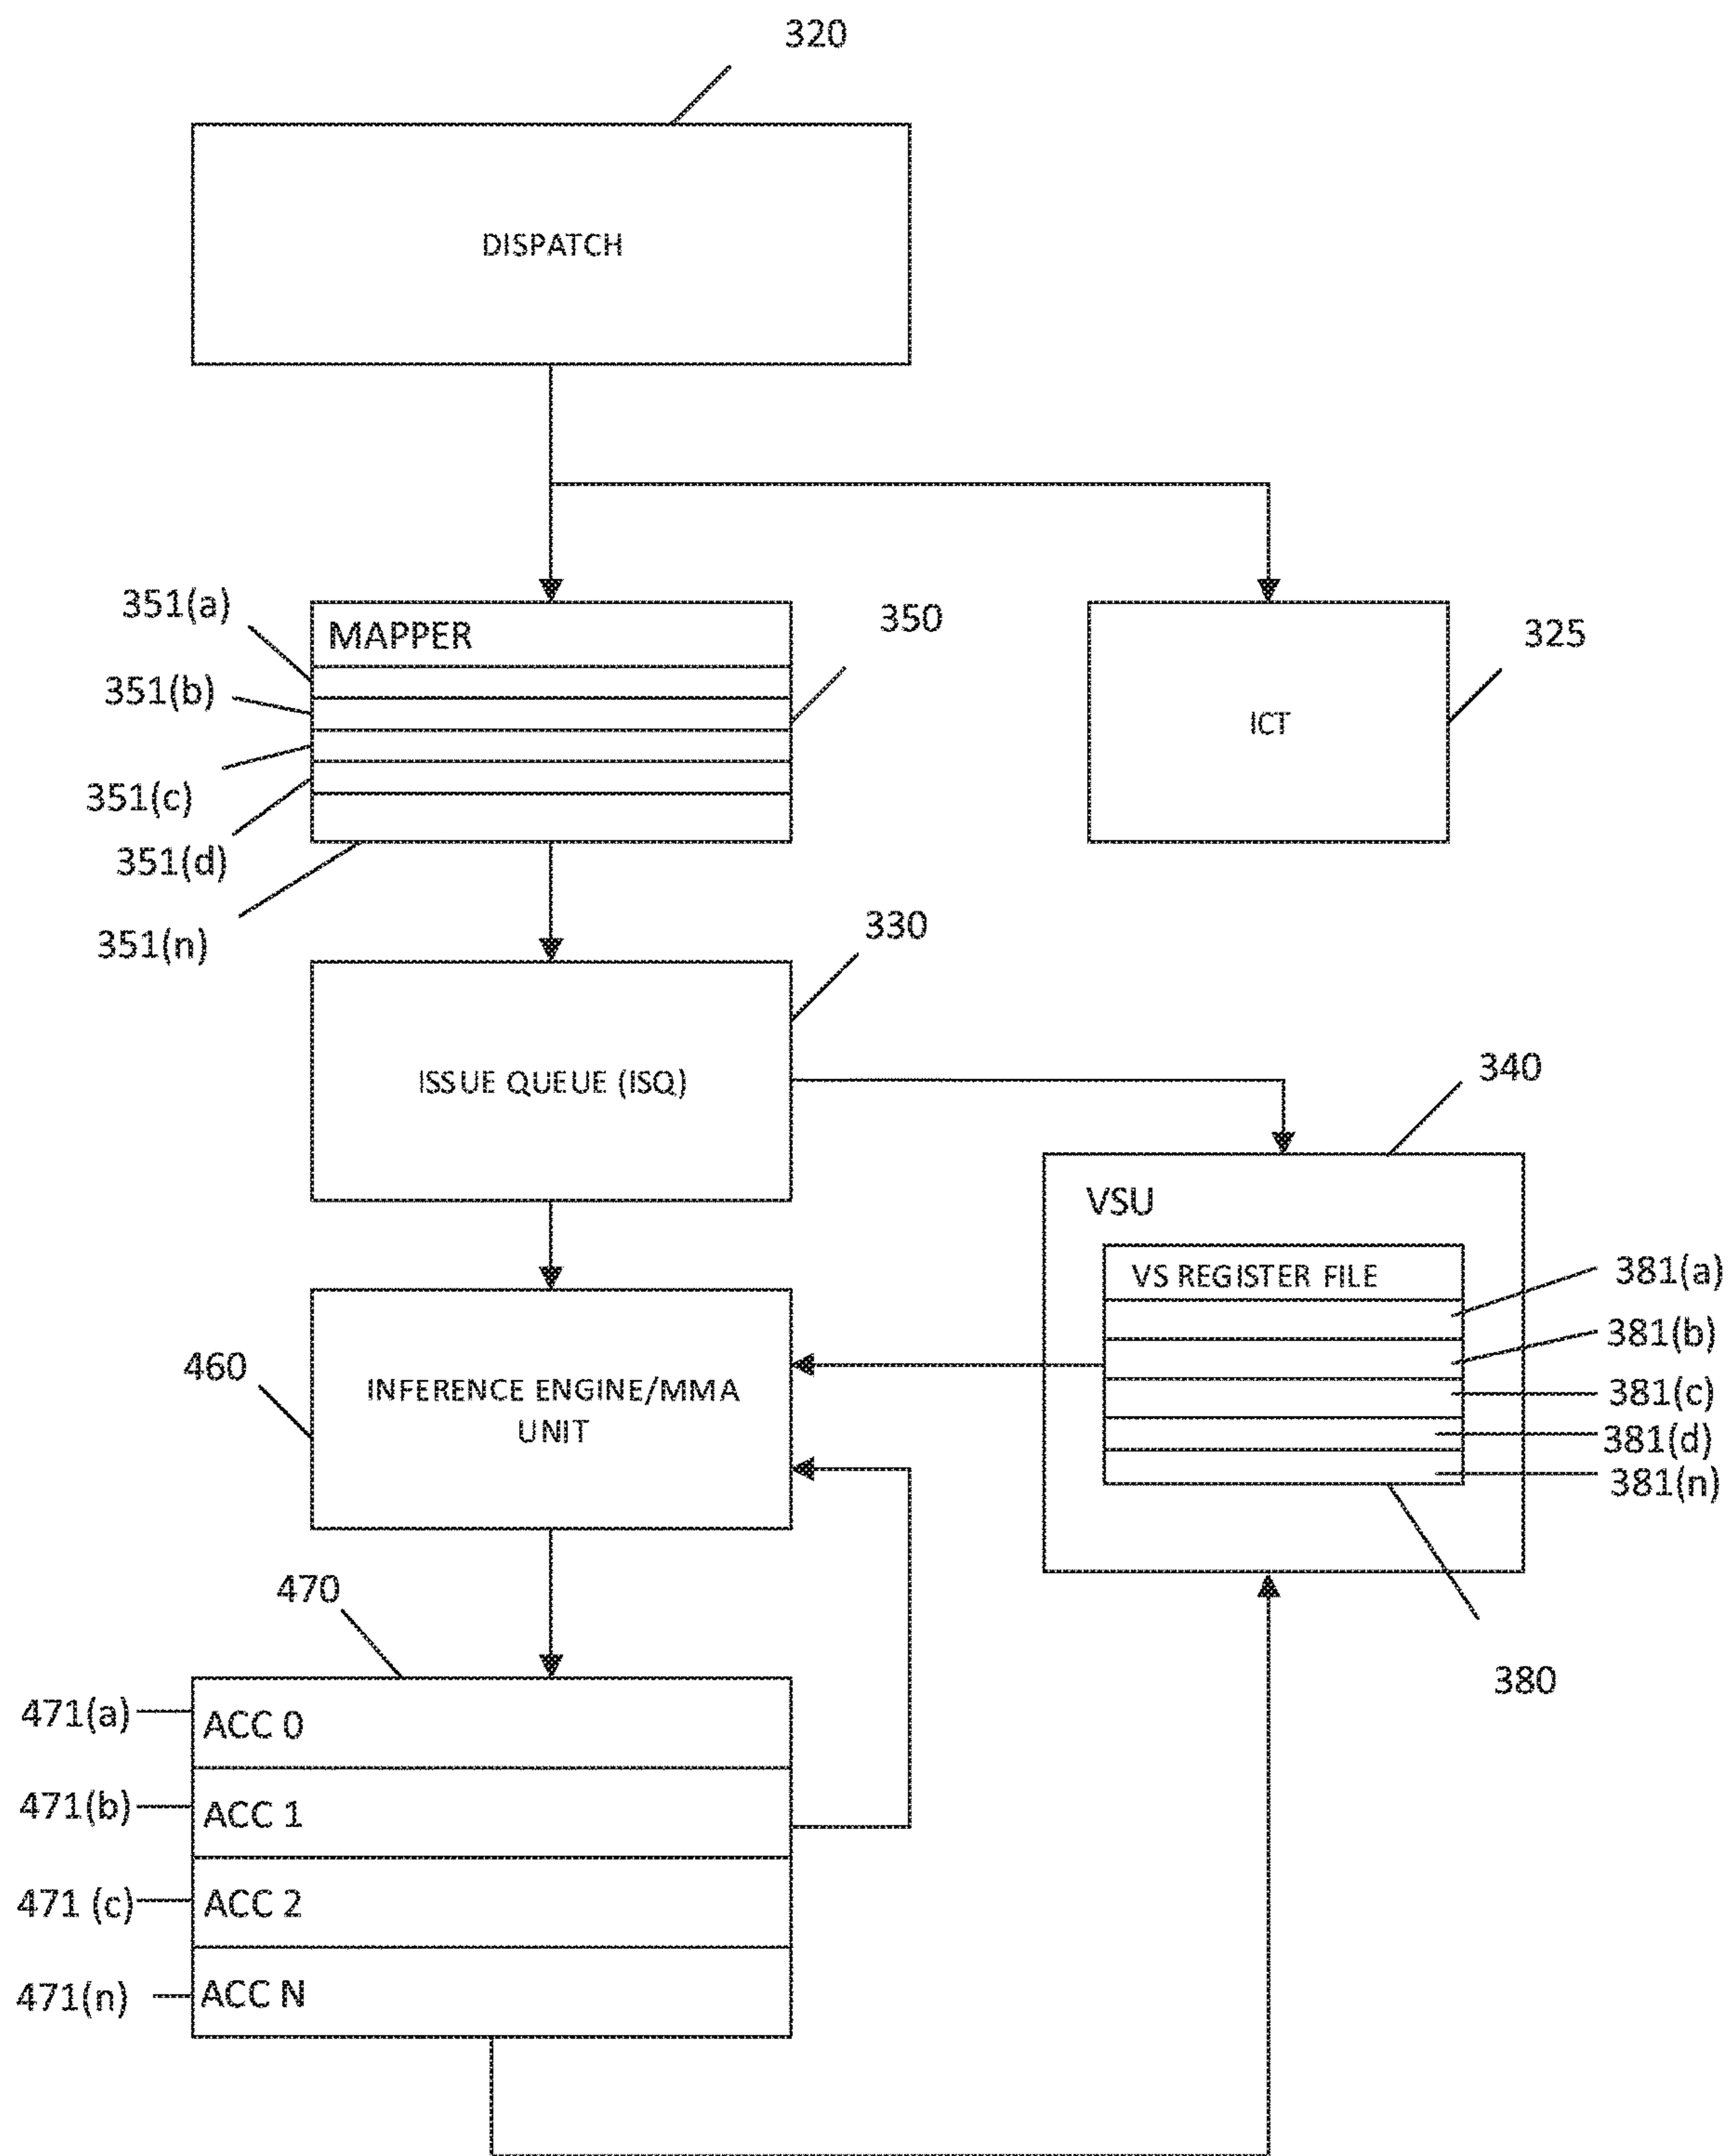 320
DISPATCH
351(a)
MAPPER
350
325
351(b)
ICT
351(c)
351(d)
351(n)
330
ISSUE QUEUE (ISQ)
340
VSU
VS REGISTER FILE
381(a)
381(b)
460
INFERENCE ENGINE/MMA
UNIT
381(c)
381(d)
381(n)
470
380
471(a)
ACC 0
471(b)
ACC 1
471 (c)
ACC 2
471(n)
ACC N